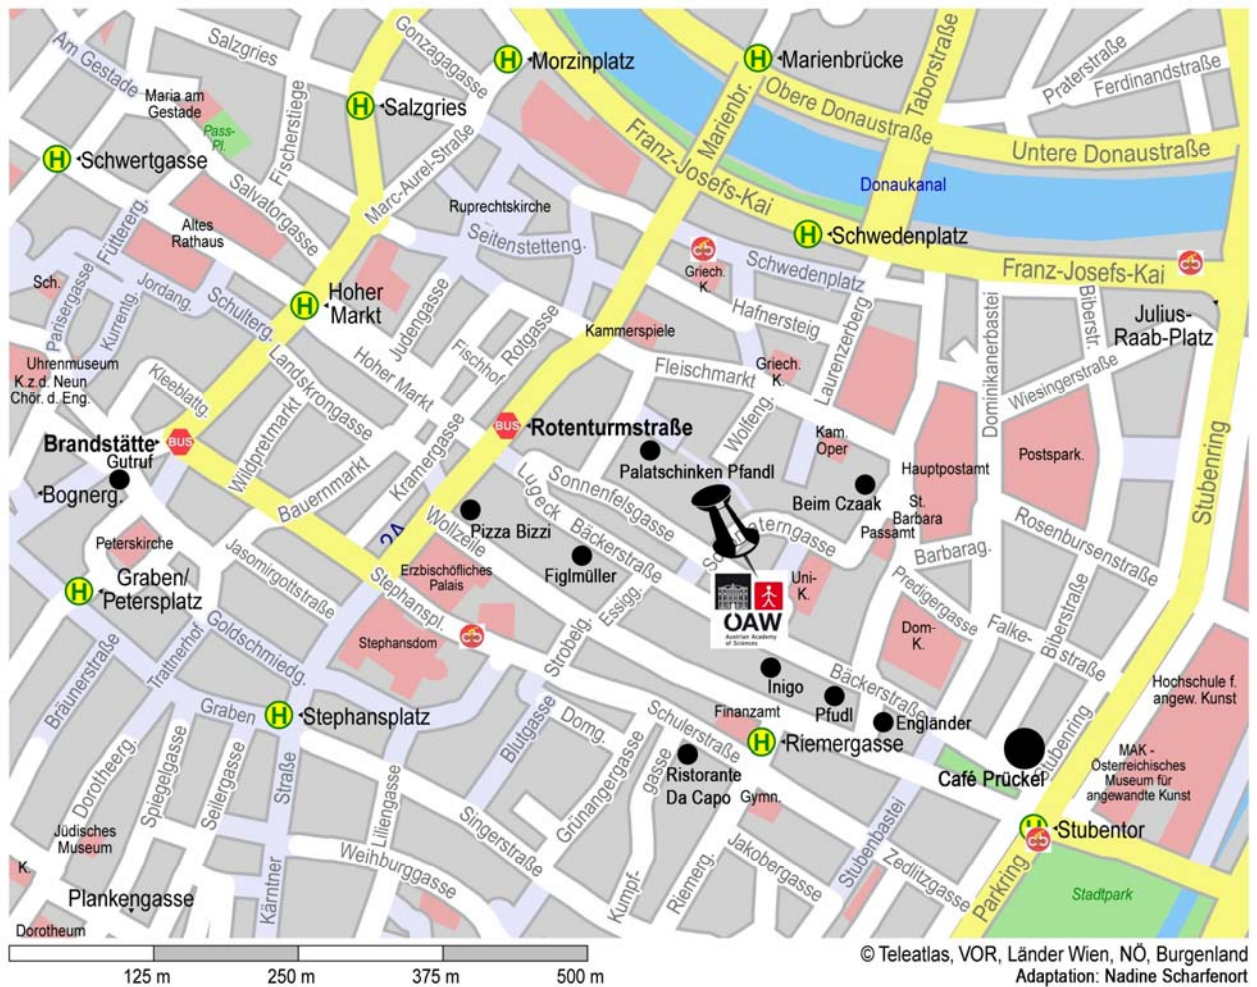 Salzgries
Gonzagagasse
H
Morzinplatz
H
Marienbrücke
Taborstraße
Praterstraße
Ferdinandstraße
Am Gestade
Maria am
Gestade
Pass-
Pl.
Fischerstiege
H
Salzgries
Marc-Aurel-Straße
Marienbr.
Obere Donaustraße
Untere Donaustraße
Franz-Josefs-Kai
Donaukanal
H
Schwertgasse
Salvatorgasse
Altes
Rathaus
Fütterergr.
Ruprechtskirche
Seitenstetteng.
H
Schwedenplatz
Griech.
K.
Schwedenplatz
Franz-Josefs-Kai
Sch.
Parisergasse
Kurrentg.
Jordang.
Schulterg.
H
Hoher
Markt
Judengasse
Fischhof
Rotgasse
Kammerspiele
Hafnersteig
Laurenzerberg
Dominikanerbastei
Biberstr.
Julius-
Raab-Platz
Uhrenmuseum
K.z.d. Neun
Chör. d. Eng.
Kleeblattg.
Landskrongasse
Hoher Markt
Fleischmarkt
Griech.
K.
Wiesingerstraße
Wildpretmarkt
Kramergasse
Bauernmarkt
BUS
Brandstätte
Gutruf
Bognerg.
BUS
Rotenturmstraße
Palatschinken Pfandl
Wolfeng.
Kam.
Oper
Beim Czaak
Hauptpostamt
Postspark.
St.
Barbara
Passamt
Barbarag.
Rosenbursenstraße
Stubenring
Lugeck
Sonnenfelsgasse
Bäckerstraße
Wollzeile
Pizza Bizzi
Figlmüller
Peterskirche
Jasomirgottstraße
Erzbischöfliches
Palais
Stephanspl.
Stephansdom
Essigg.
Strobelg.
ÖAW
Austrian Academy
of Sciences
Uni-
K.
Predigergasse
Dom-
K.
Falke-
straße
Biberstraße
H
Graben/
Petersplatz
Goldschmiedg.
Trattnerhof
Bräunerstraße
Graben
H
Stephansplatz
Blutgasse
Domg.
Schulerstraße
Inigo
Pfudl
Bäckerstraße
Engländer
Finanzamt
H
Riemergasse
Ristorante
Da Capo
Gymn.
Café Prückel
Stubenring
Hochschule f.
angew. Kunst
MAK -
Österreichisches
Museum für
angewandte Kunst
H
Stubentor
Dorotheerg.
Spiegelgasse
Seilergasse
Kärntner
Straße
Liliengasse
Weihburggasse
Singerstraße
Grünangergasse
Kumpf-
gasse
Riemerg.
Jakobergasse
Stubenbastei
Zedlitzgasse
Parkring
Stadtpark
Jüdisches
Museum
K.
Plankengasse
Dorotheum
125 m
250 m
375 m
500 m
© Teleatlas, VOR, Länder Wien, NÖ, Burgenland
Adaptation: Nadine Scharfenort